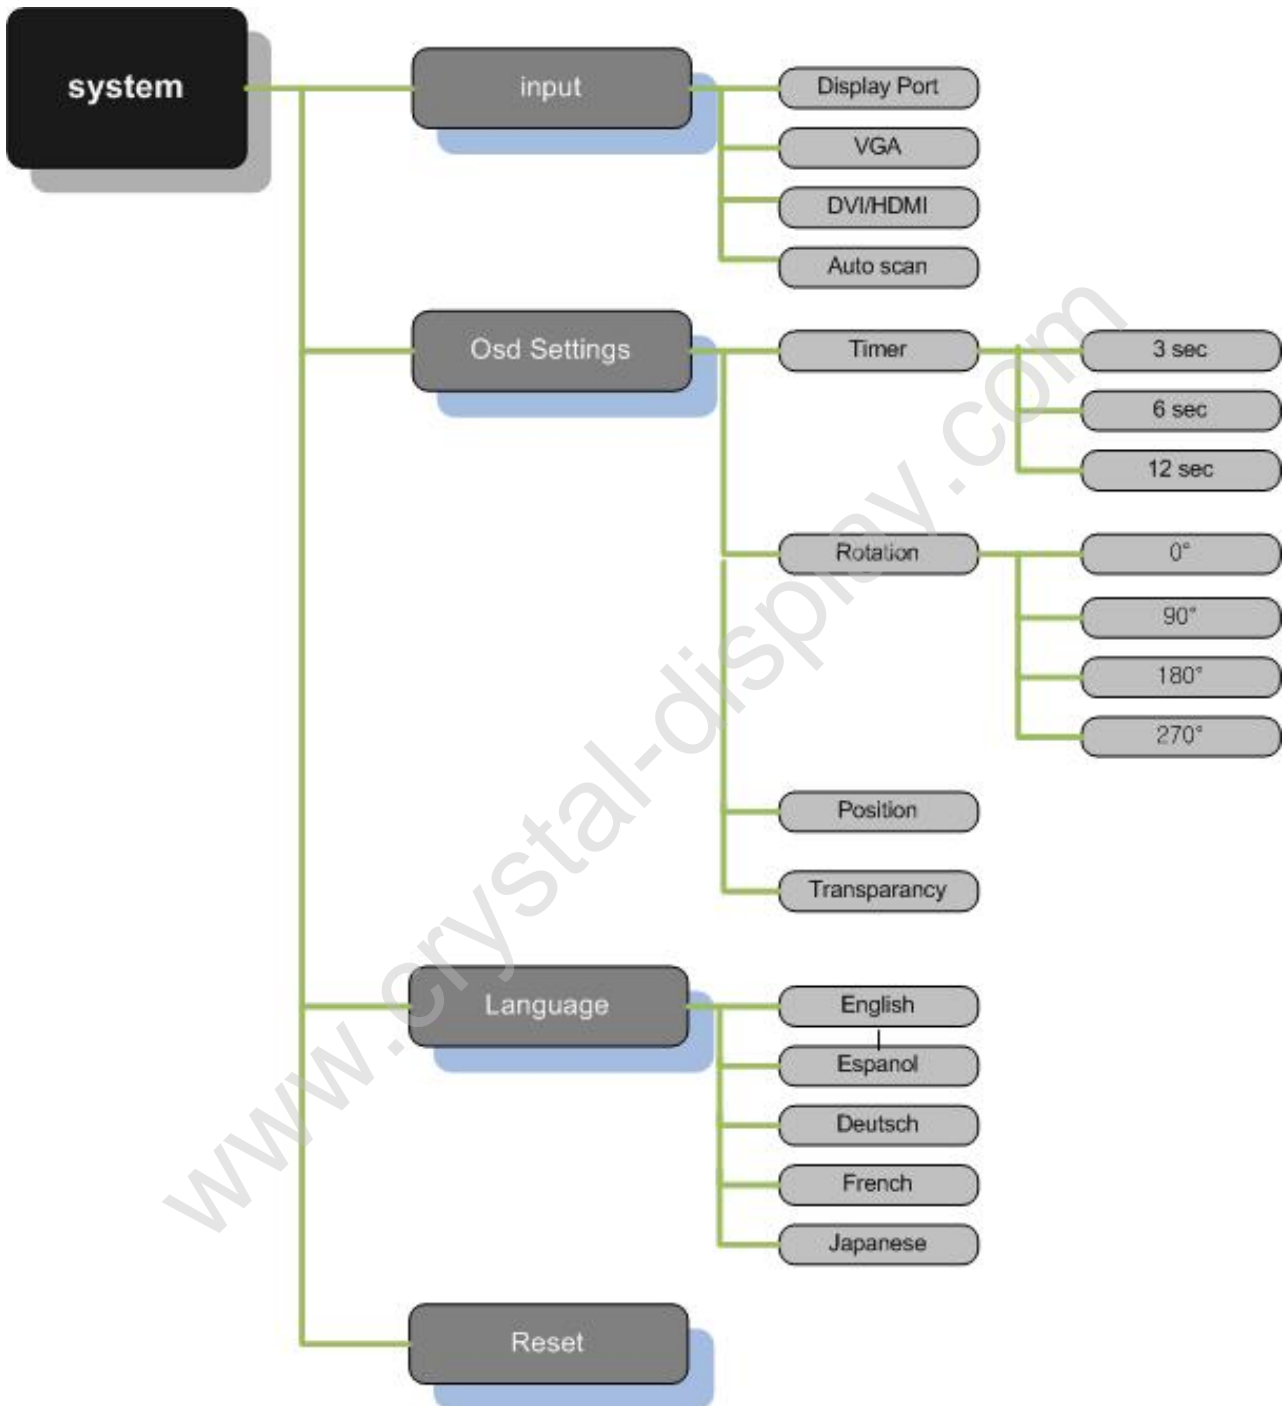 system
input
Display Port
VGA
DVI/HDMI
Auto scan
Osd Settings
Timer
3 sec
6 sec
12 sec
Rotation
0°
90°
180°
270°
Position
Transparancy
Language
English
Espanol
Deutsch
French
Japanese
Reset
www.crystal-display.com